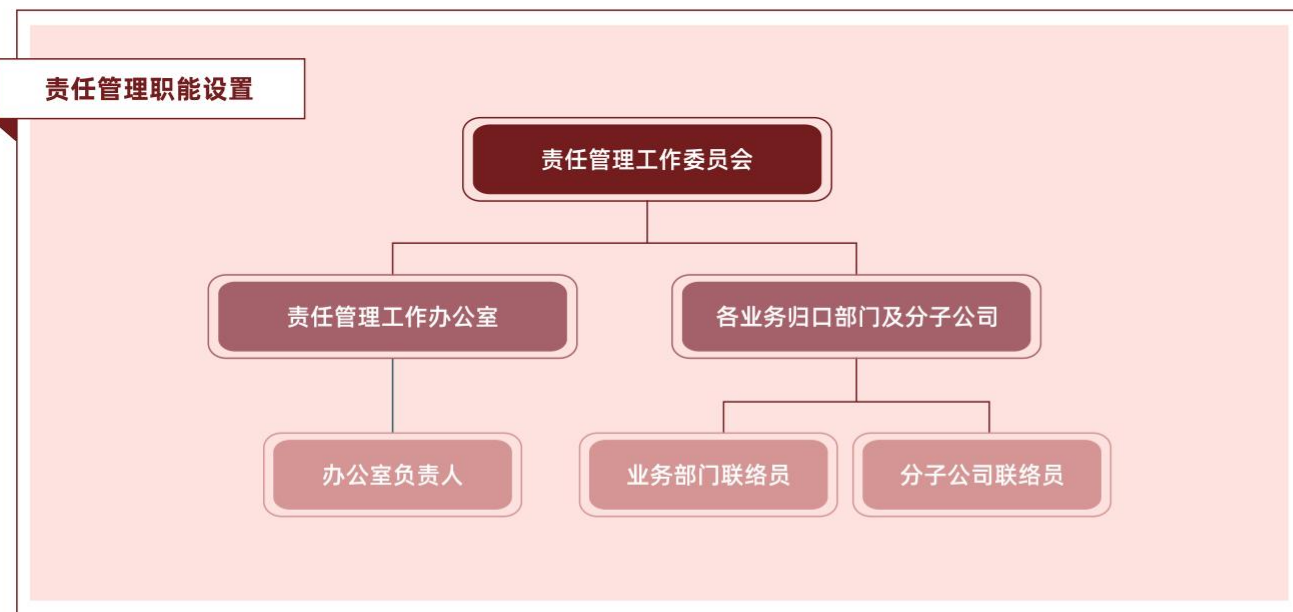 责任管理职能设置
责任管理工作委员会
责任管理工作办公室
各业务归口部门及分子公司
办公室负责人
业务部门联络员
分子公司联络员